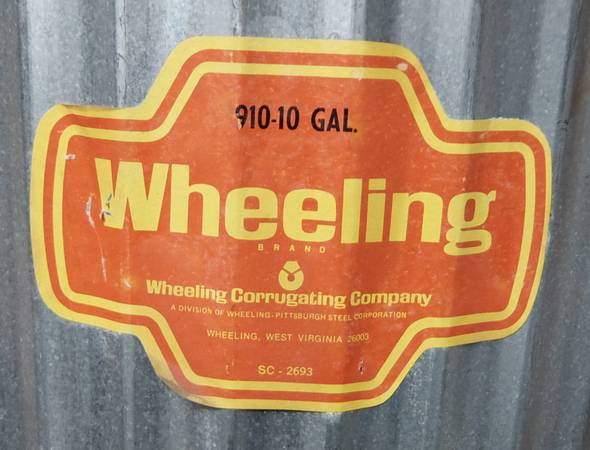 910-10 GAL.
Wheeling
BRAND
Wheeling Corrugating Company
A DIVISION OF WHEELING-PITTSBURGH STEEL CORPORATION
WHEELING, WEST VIRGINIA 26003
SC - 2693